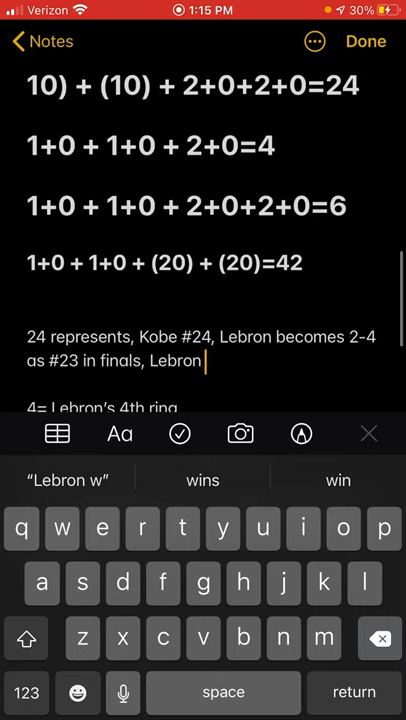 Verizon 1:15 PM 30%
Notes Done
10) + (10) + 2+0+2+0=24
1+0 + 1+0 + 2+0=4
1+0 + 1+0 + 2+0+2+0=6
1+0 + 1+0 + (20) + (20)=42
24 represents, Kobe #24, Lebron becomes 2-4
as #23 in finals, Lebron
4= Lebron's 4th ring
Aa
“Lebron w” wins win
q w e r t y u i o p
a s d f g h j k l
z x c v b n m
123 space return